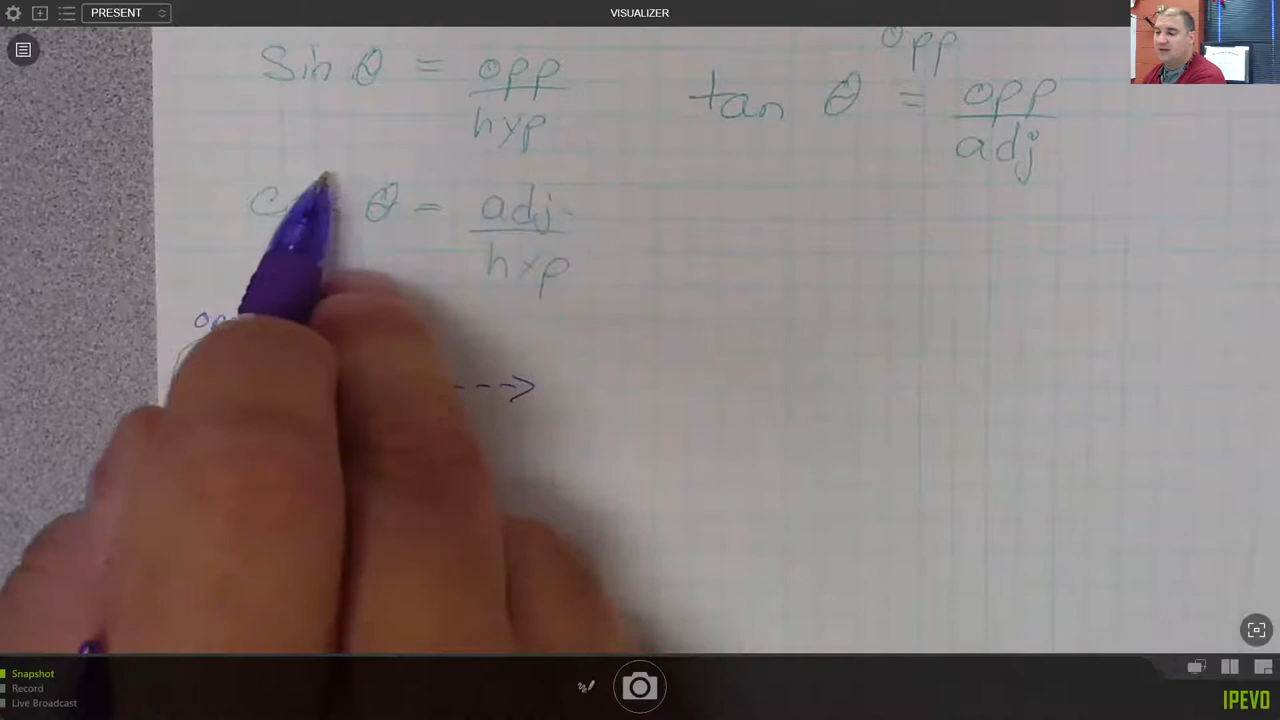 PRESENT
VISUALIZER
opp
Sin θ = opp
hyp
tan θ = opp
adj
θ = adj
hyp
Snapshot
Record
Live Broadcast
IPEVO